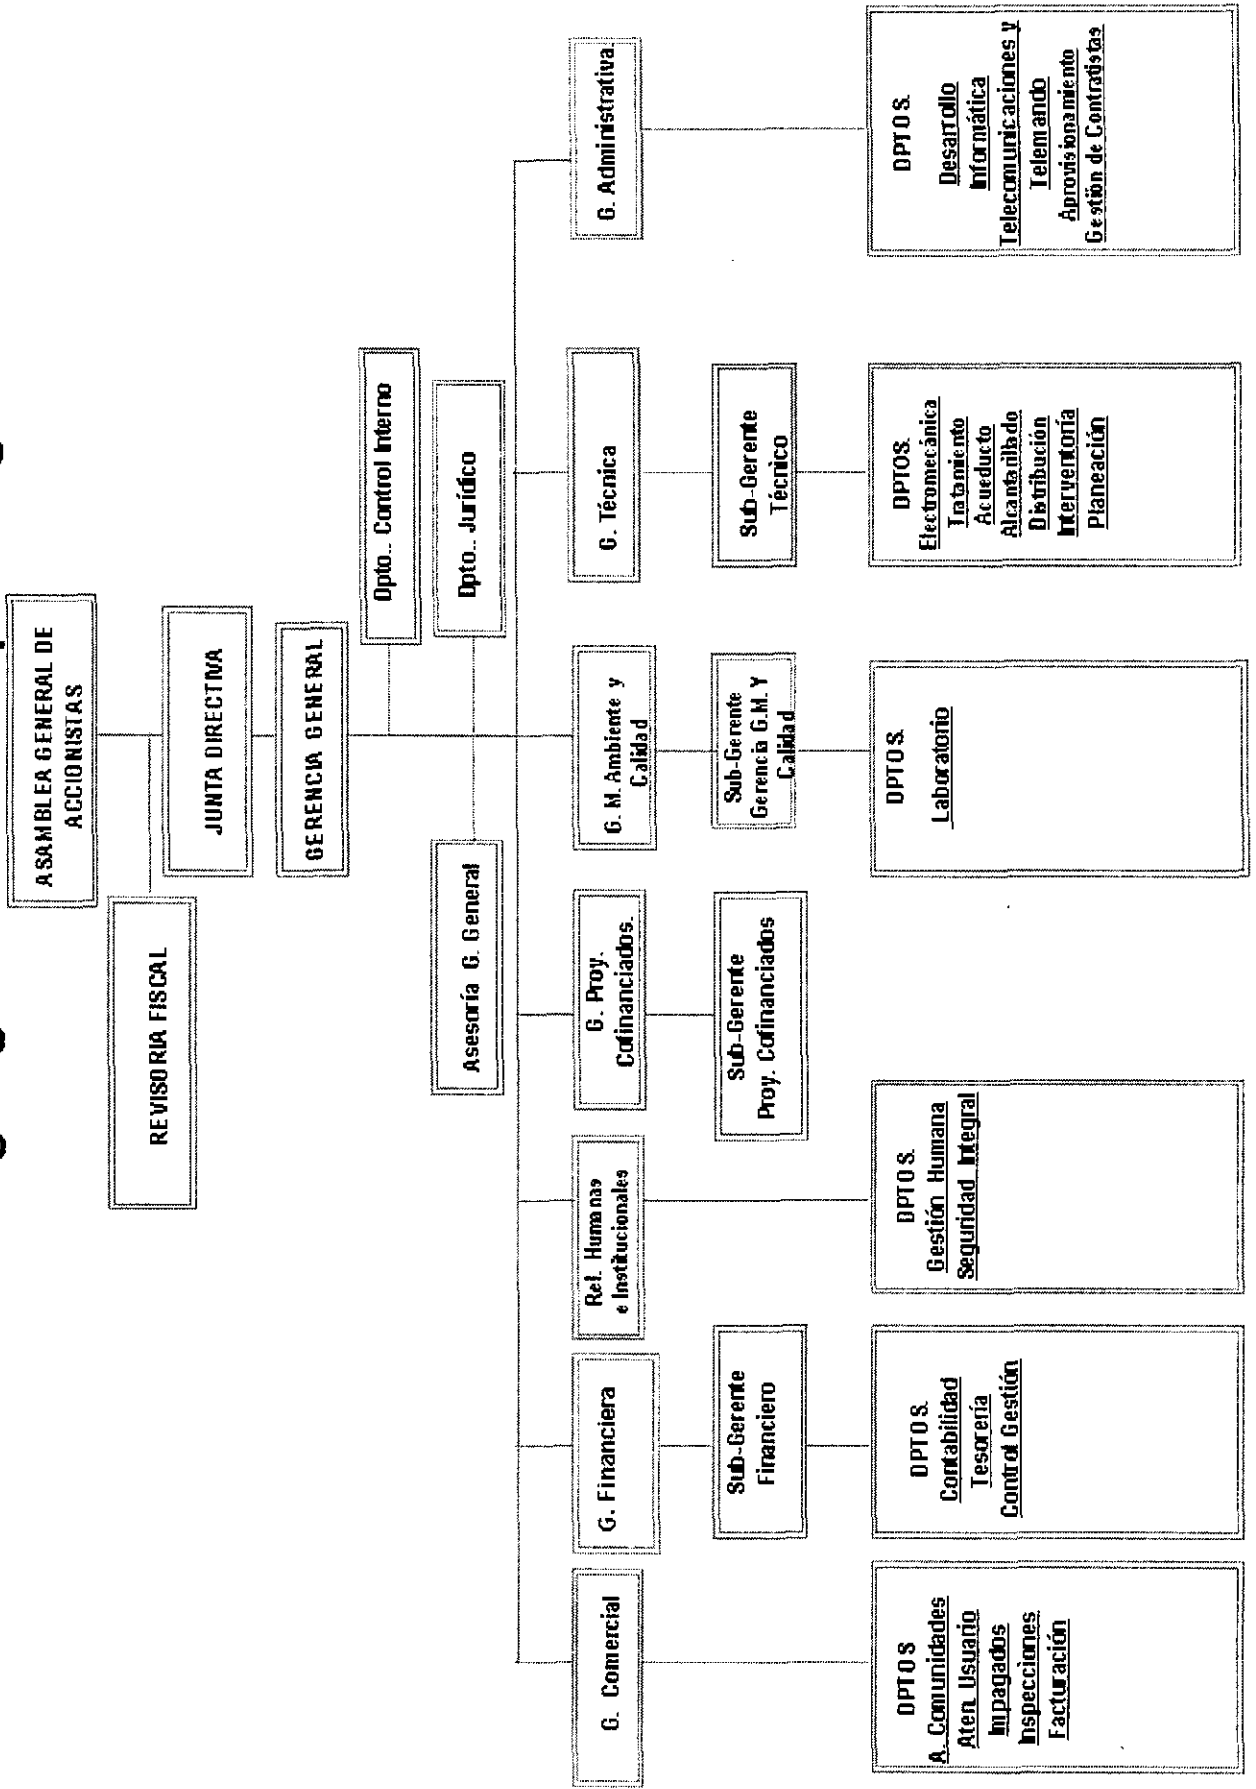 ASAMBLEA GENERAL DE
ACCIONISTAS
REVISORIA FISCAL
JUNTA DIRECTIVA
GERENCIA GENERAL
Dpto.. Control Interno
Asesoría G. General
Dpto.. Jurídico
G. Comercial
G. Financiera
Rel. Humanas
e Institucionales
G. Proy.
Cofinanciados.
G. M. Ambiente y
Calidad
G. Técnica
G. Administrativa
Sub-Gerente
Financiero
Sub-Gerente
Proy. Cofinanciados
Sub-Gerente
Gerencia G.M. Y
Calidad
Sub-Gerente
Técnico
DPTOS
A. Comunidades
Aten. Usuario
Impagados
Inspecciones
Facturación
DPTOS.
Contabilidad
Tesorería
Control Gestión
DPTOS.
Gestión Humana
Seguridad Integral
DPTOS.
Laboratorio
DPTOS.
Electromecánica
Tratamiento
Acueducto
Alcantarillado
Distribución
Interventoría
Planeación
DPTOS.
Desarrollo
Informática
Telecomunicaciones y
Telemando
Aprovisionamiento
Gestión de Contratistas